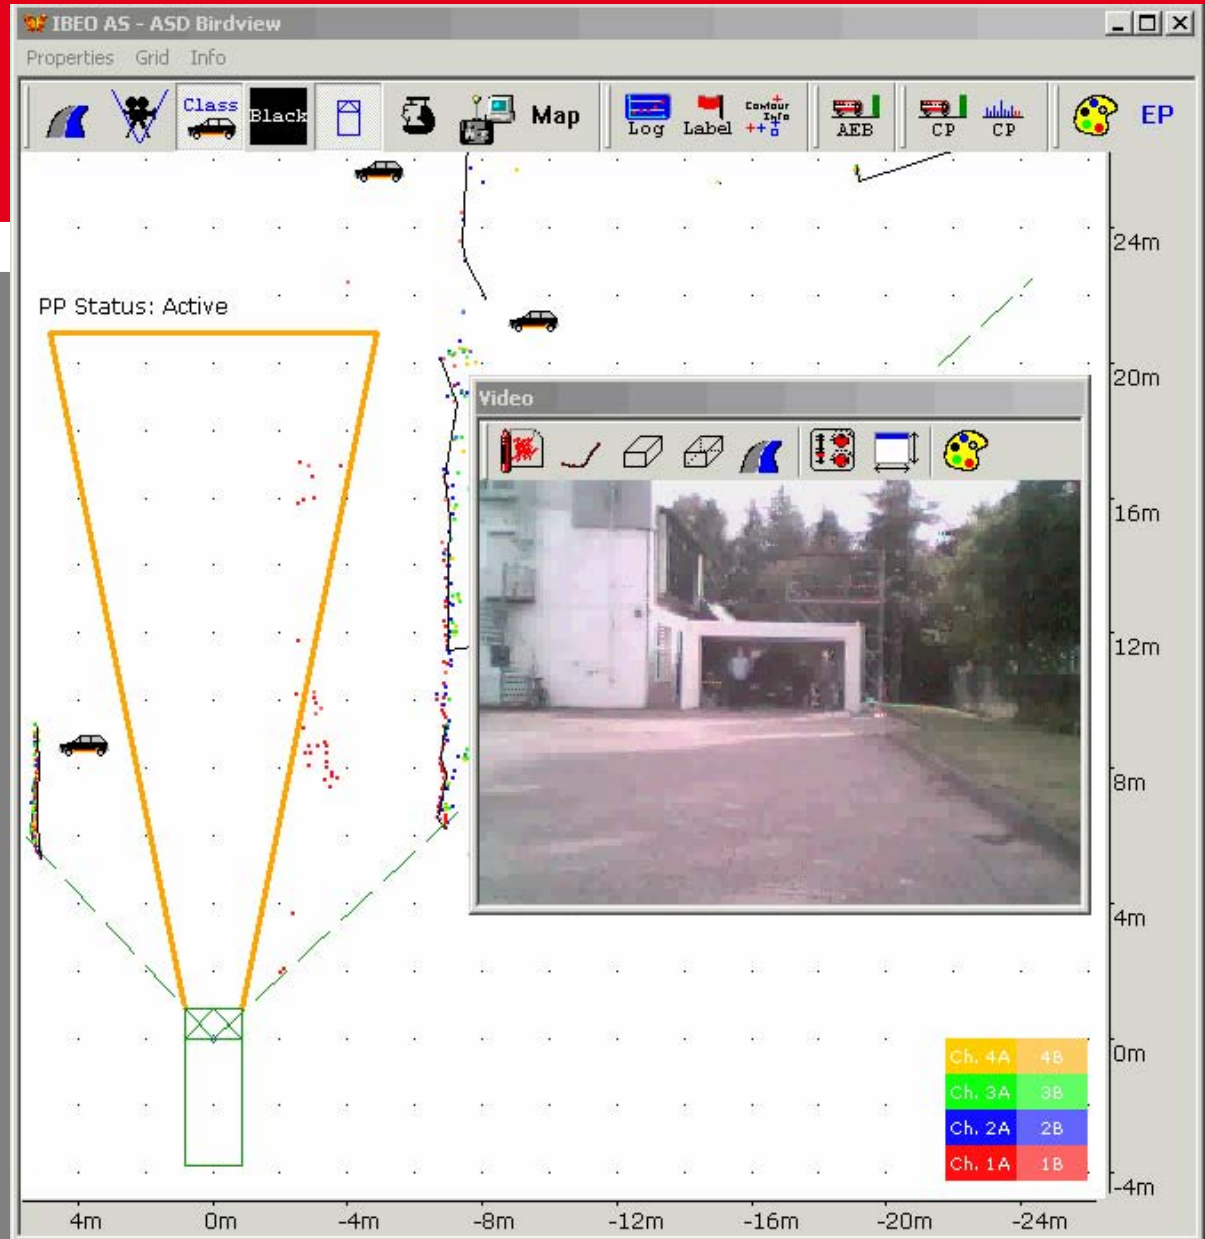 IBEO AS - ASD Birdview
Properties Grid Info
Class
Black
Map
Log
Label
Contour
Info
AEB
CP
CP
EP
24m
PP Status: Active
20m
Video
16m
12m
8m
4m
0m
Ch. 4A 4B
Ch. 3A 3B
Ch. 2A 2B
Ch. 1A 1B
-4m
4m 0m -4m -8m -12m -16m -20m -24m